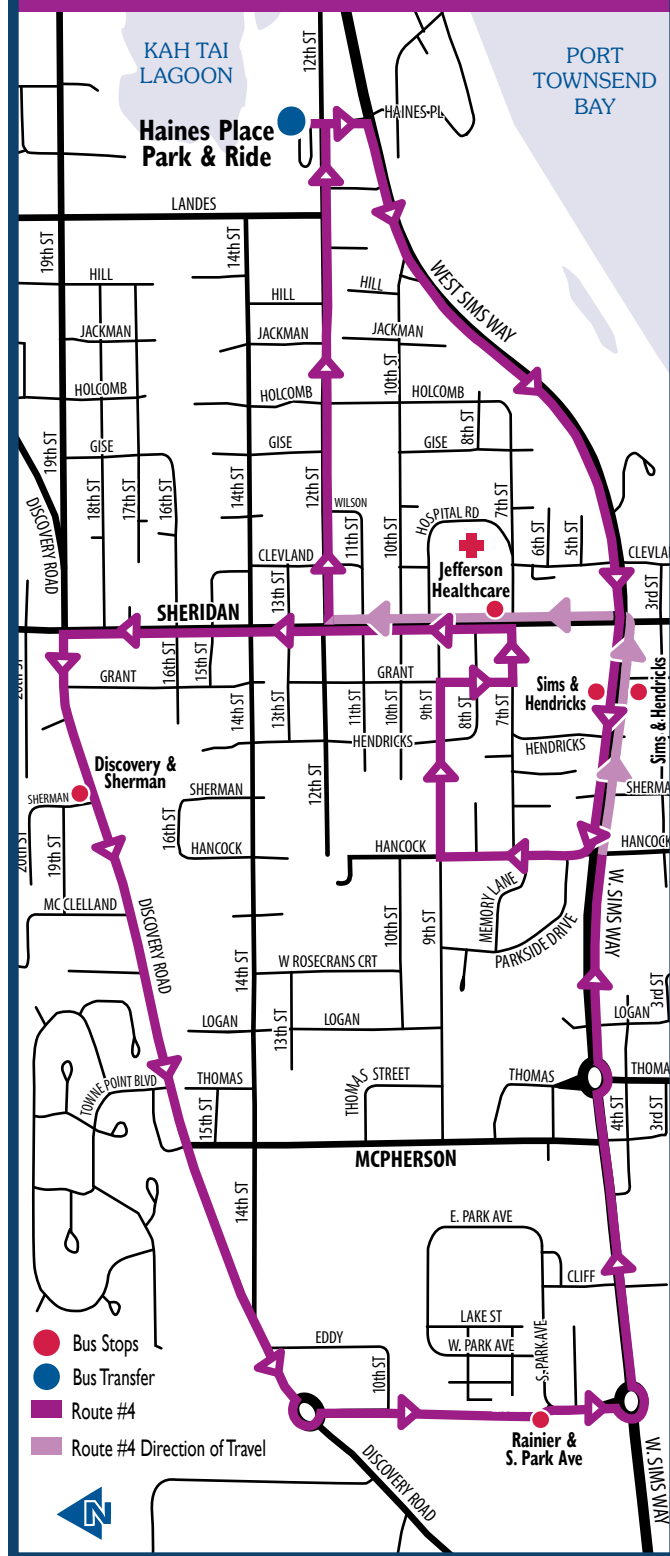 KAH TAI
LAGOON
12th ST
PORT
TOWNSEND
BAY
Haines Place
Park & Ride
HAINES PL
LANDES
19th ST
14th ST
HILL
HILL
HILL
WEST SIMS WAY
JACKMAN
JACKMAN
JACKMAN
10th ST
HOLCOMB
HOLCOMB
HOLCOMB
8th ST
19th ST
GISE
GISE
GISE
DISCOVERY ROAD
18th ST
17th ST
16th ST
14th ST
12th ST
WILSON
11th ST
10th ST
HOSPITAL RD
7th ST
6th ST
5th ST
CLEVLAND
CLEVLA
3rd ST
13th ST
Jefferson
Healthcare
SHERIDAN
20th ST
GRANT
16th ST
15th ST
14th ST
13th ST
GRANT
11th ST
10th ST
9th ST
8th ST
7th ST
Sims &
Hendricks
Sims & Hendricks
HENDRICKS
HENDRICKS
Discovery &
Sherman
SHERMAN
SHERMAN
SHERMA
12th ST
16th ST
20th ST
19th ST
HANCOCK
HANCOCK
HANCOCK
MC CLELLAND
DISCOVERY ROAD
10th ST
9th ST
MEMORY LANE
PARKSIDE DRIVE
W. SIMS WAY
14th ST
W ROSECRANS CRT
13th ST
LOGAN
LOGAN
LOGAN
3rd ST
TOWNE POINT BLVD
THOMAS
THOMAS STREET
THOMAS
THOMA
15th ST
4th ST
3rd ST
MCPHERSON
14th ST
E. PARK AVE
CLIFF
LAKE ST
W. PARK AVE
S. PARK AVE
EDDY
10th ST
Bus Stops
Bus Transfer
Route #4
Route #4 Direction of Travel
Rainier &
S. Park Ave
DISCOVERY ROAD
W. SIMS WAY
N